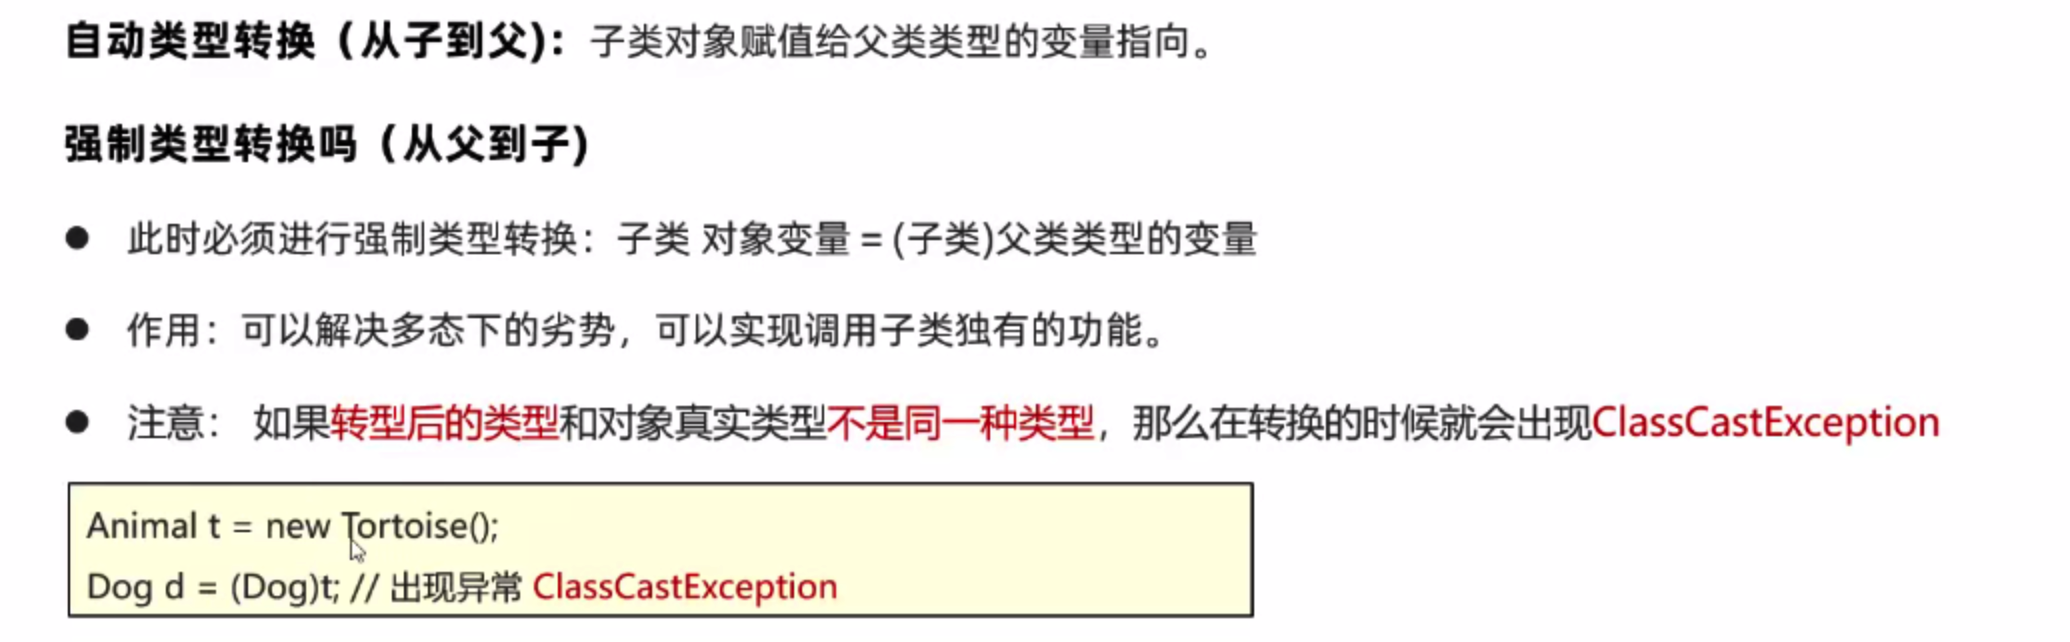 自动类型转换（从子到父)：子类对象赋值给父类类型的变量指向。
强制类型转换吗（从父到子)
● 此时必须进行强制类型转换：子类 对象变量 = (子类)父类类型的变量
● 作用：可以解决多态下的劣势，可以实现调用子类独有的功能。
● 注意： 如果转型后的类型和对象真实类型不是同一种类型，那么在转换的时候就会出现ClassCastException
Animal t = new Tortoise();
Dog d = (Dog)t; // 出现异常 ClassCastException